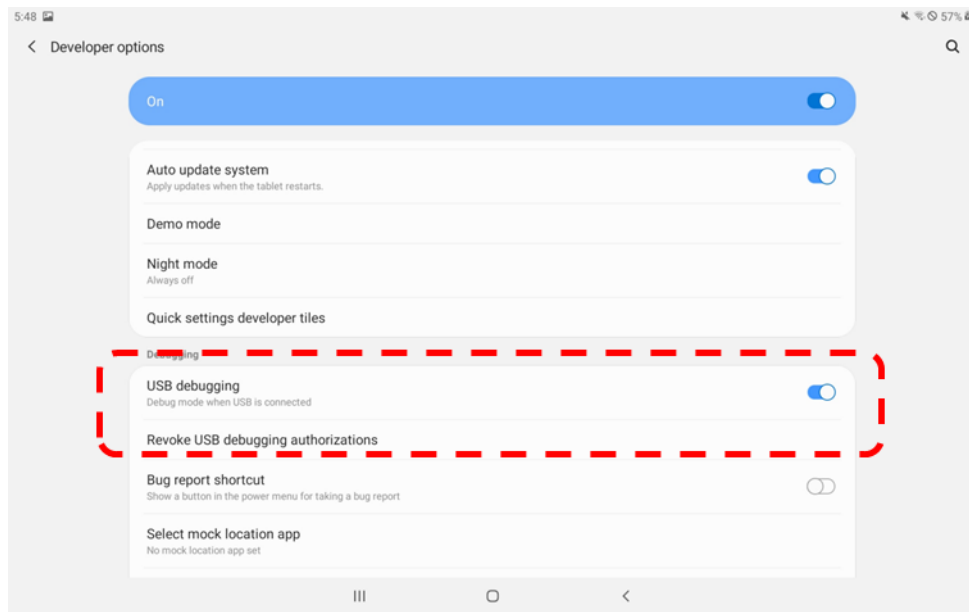 5:48 57%
Developer options
On
Auto update system
Apply updates when the tablet restarts.
Demo mode
Night mode
Always off
Quick settings developer tiles
Debugging
USB debugging
Debug mode when USB is connected
Revoke USB debugging authorizations
Bug report shortcut
Show a button in the power menu for taking a bug report
Select mock location app
No mock location app set